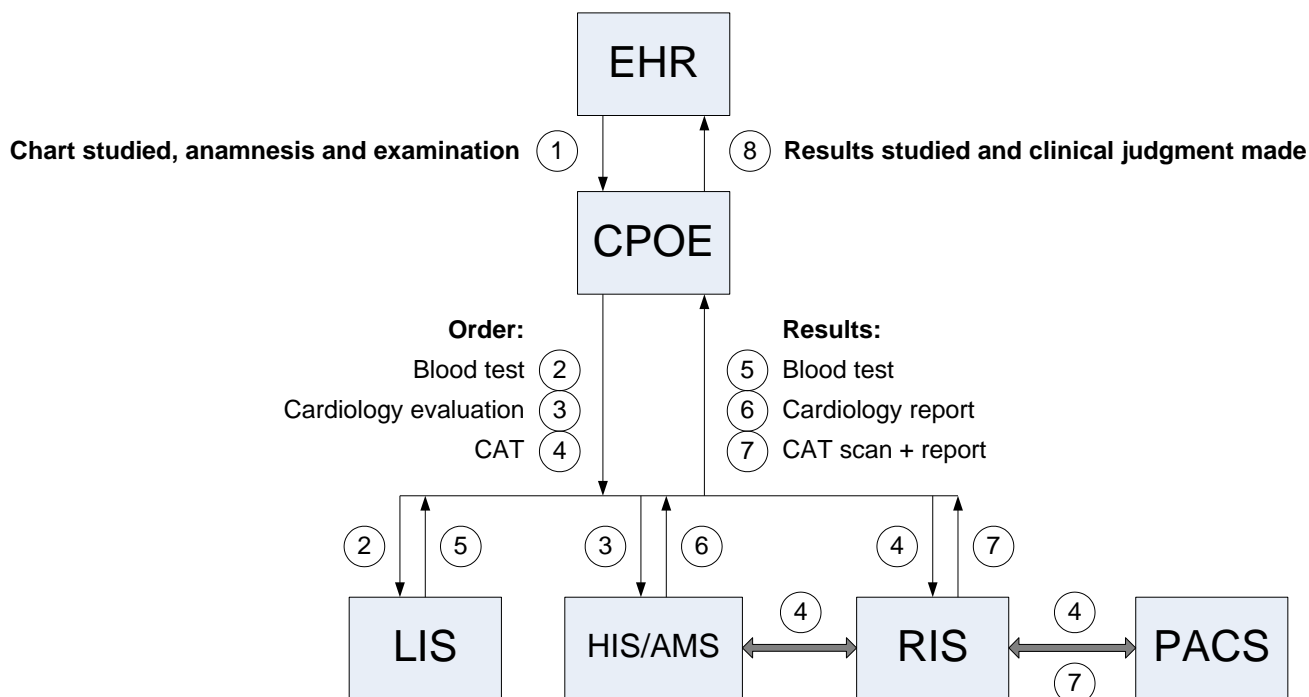 EHR
Chart studied, anamnesis and examination 1
8 Results studied and clinical judgment made
CPOE
Order:
Blood test 2
Cardiology evaluation 3
CAT 4
Results:
5 Blood test
6 Cardiology report
7 CAT scan + report
2 5 3 6 4 7
LIS
HIS/AMS
4
RIS
4
7
PACS